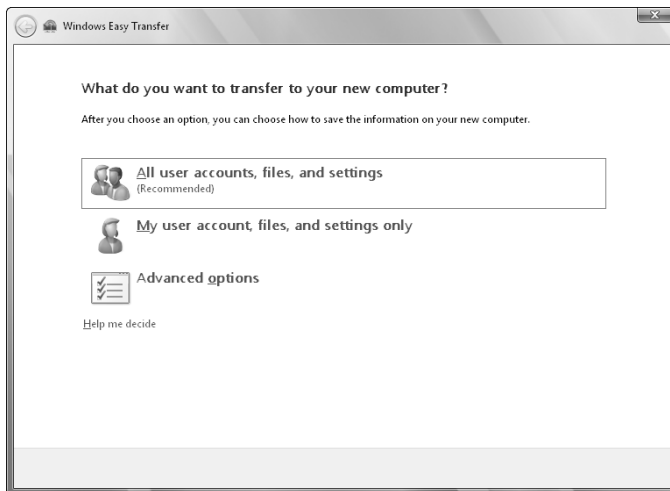 Windows Easy Transfer
What do you want to transfer to your new computer?
After you choose an option, you can choose how to save the information on your new computer.
All user accounts, files, and settings
(Recommended)
My user account, files, and settings only
Advanced options
Help me decide